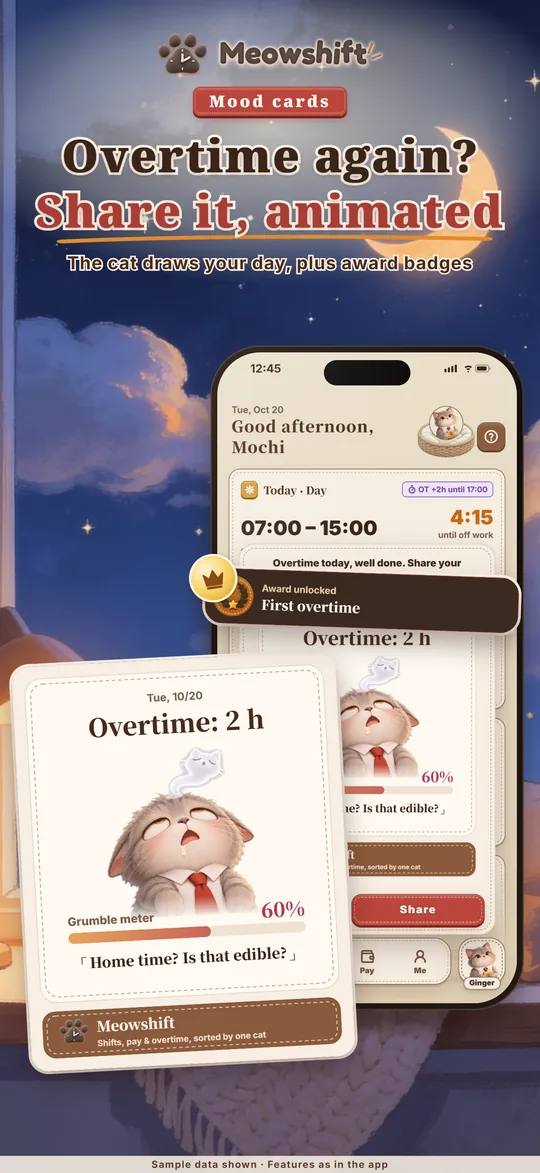 Meowshift
Mood cards
Overtime again?
Share it, animated
The cat draws your day, plus award badges
12:45
Tue, Oct 20
Good afternoon,
Mochi
Today · Day
OT +2h until 17:00
07:00 – 15:00
4:15
until off work
Overtime today, well done. Share your
Award unlocked
First overtime
Overtime: 2 h
60%
Is that edible?」
, sorted by one cat
Share
Pay
Me
Ginger
Tue, 10/20
Overtime: 2 h
Grumble meter
60%
「Home time? Is that edible?」
Meowshift
Shifts, pay & overtime, sorted by one cat
Sample data shown · Features as in the app